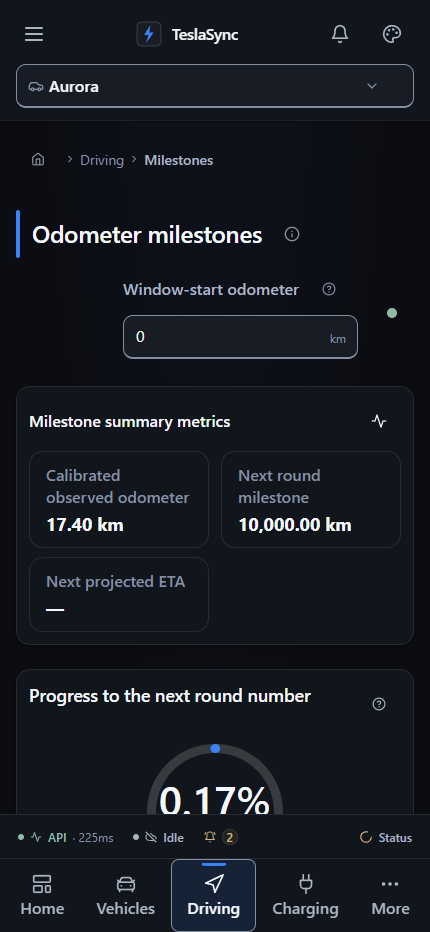 TeslaSync
Aurora
Driving
Milestones
Odometer milestones
Window-start odometer
0
km
Milestone summary metrics
Calibrated
observed odometer
17.40 km
Next round
milestone
10,000.00 km
Next projected ETA
—
Progress to the next round number
0.17%
API · 225ms
Idle
2
Status
Home
Vehicles
Driving
Charging
More